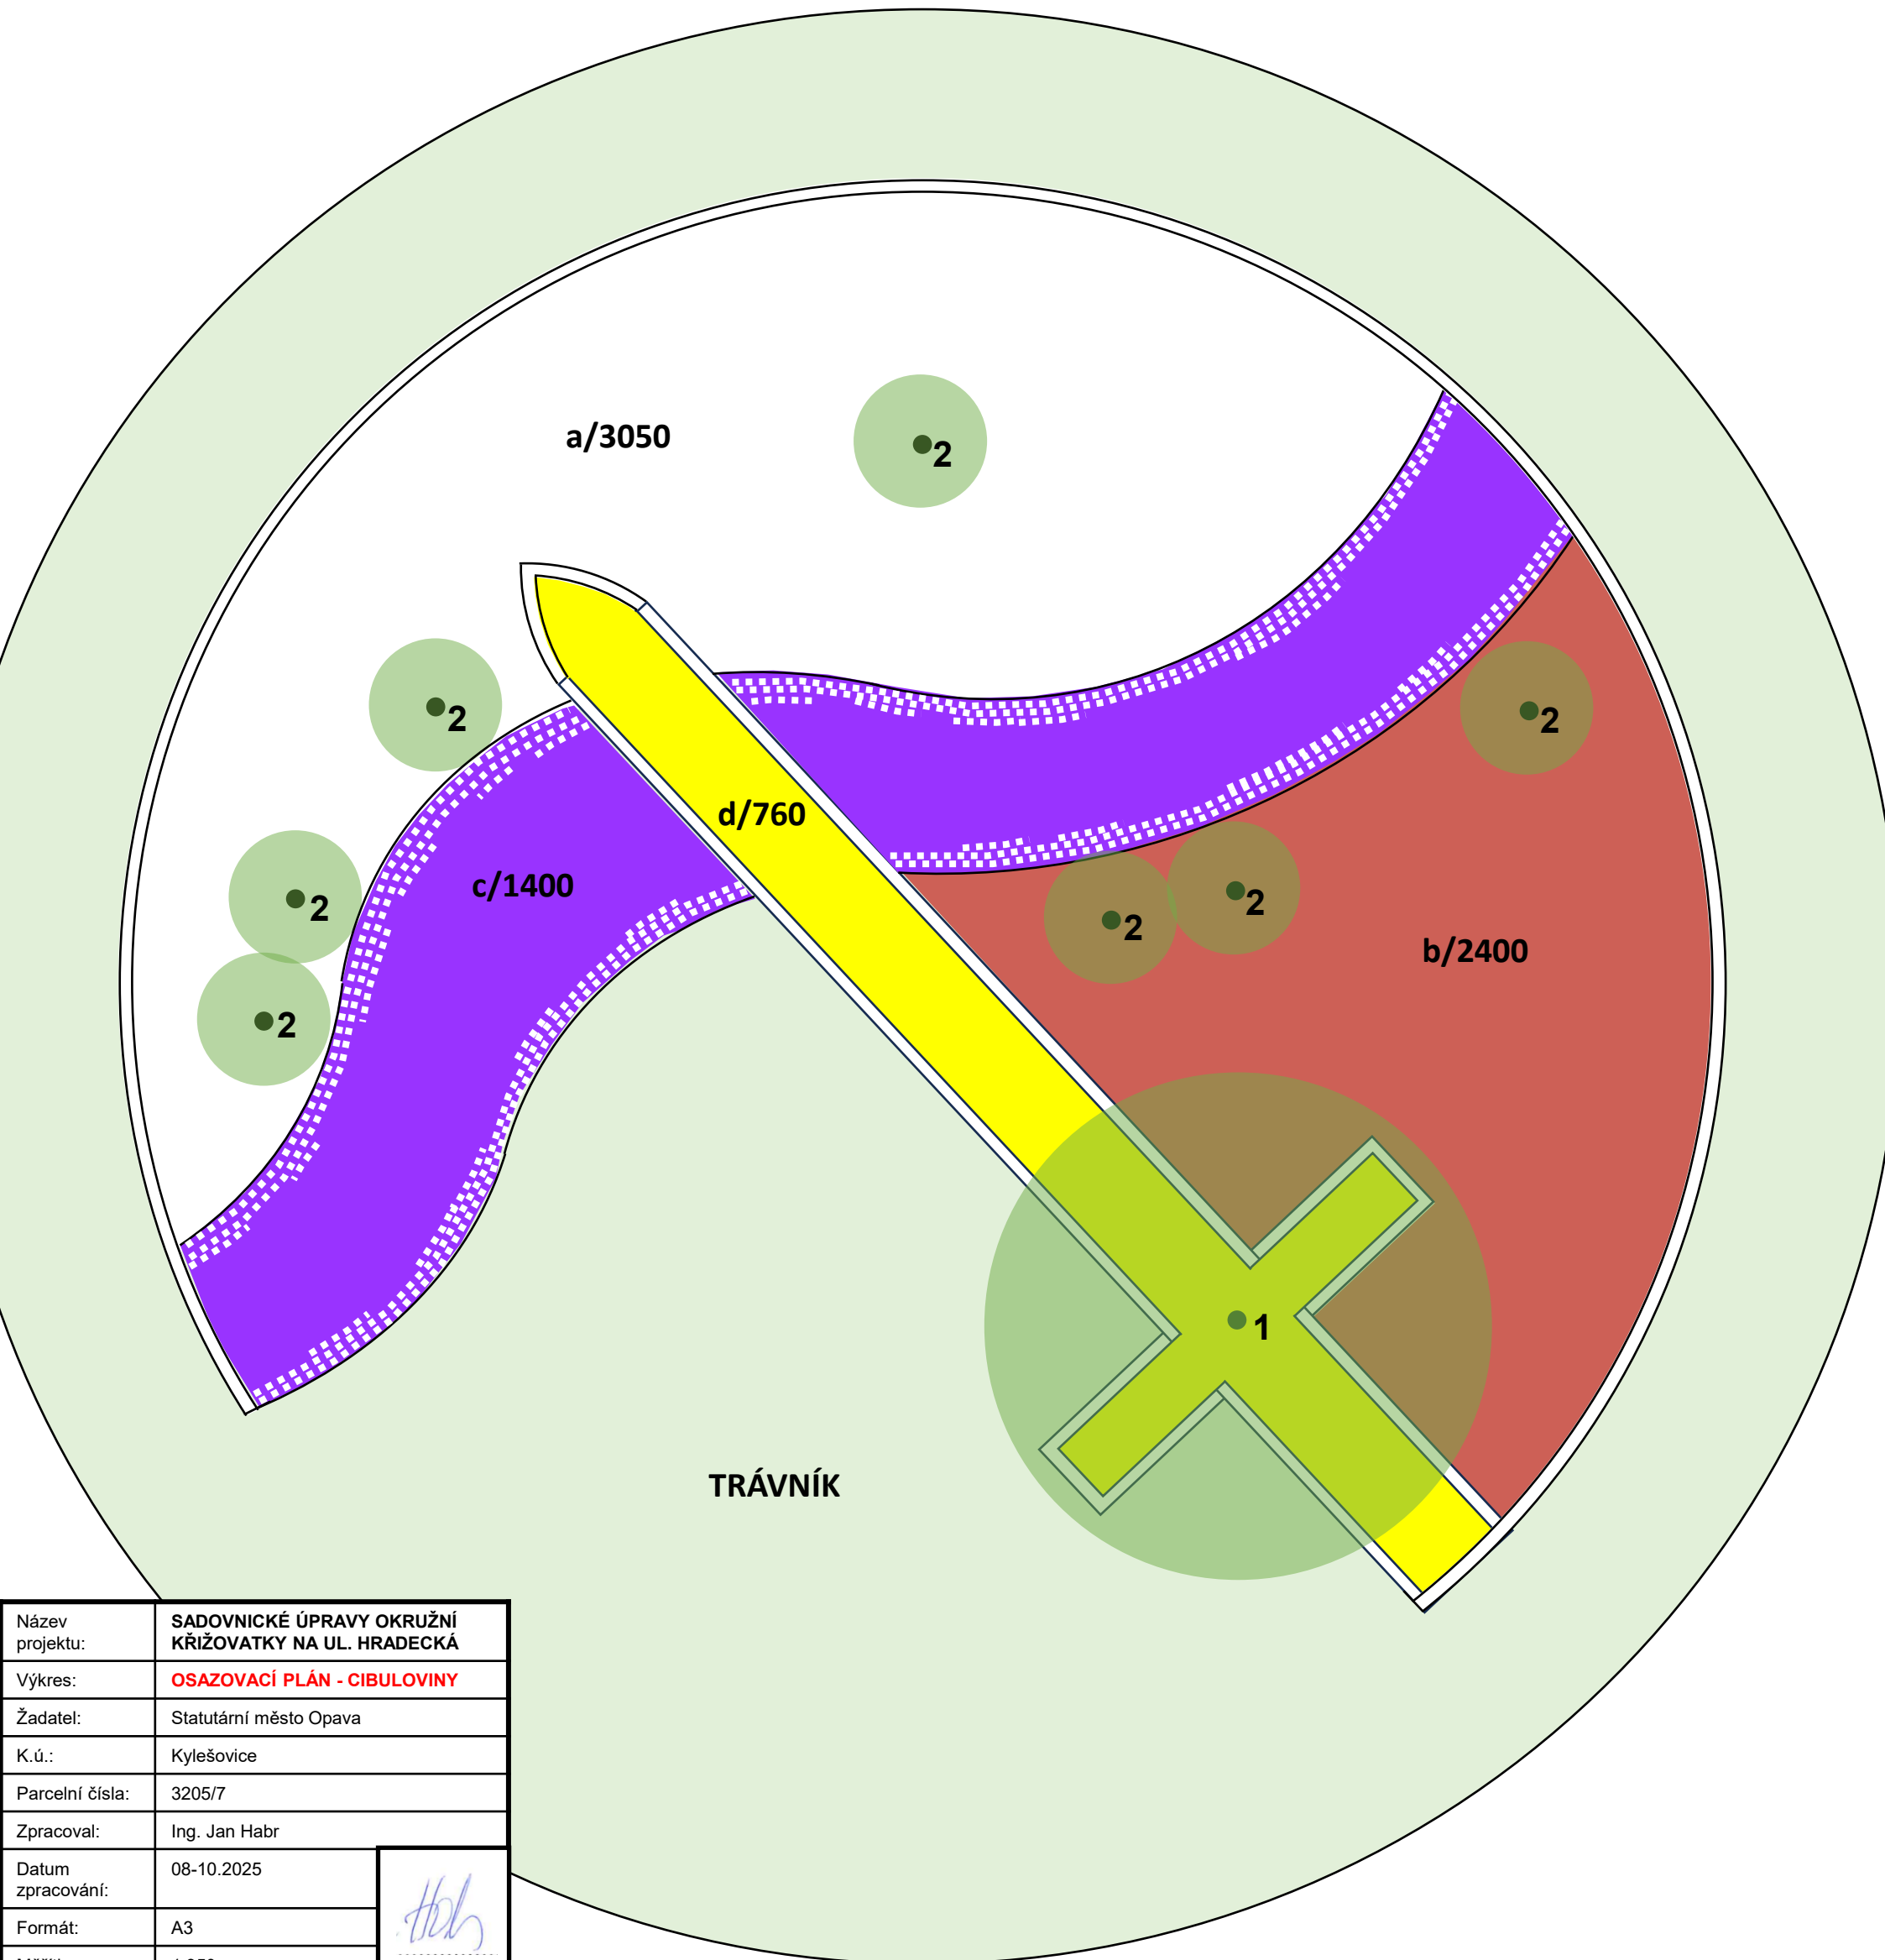 a/3050
2
2
2
d/760
c/1400
2
2
2
b/2400
2
1
TRÁVNÍK
Název projektu:
SADOVNICKÉ ÚPRAVY OKRUŽNÍ
KŘIŽOVATKY NA UL. HRADECKÁ
Výkres:
OSAZOVACÍ PLÁN - CIBULOVINY
Žadatel:
Statutární město Opava
K.ú.:
Kylešovice
Parcelní čísla:
3205/7
Zpracoval:
Ing. Jan Habr
Datum
zpracování:
08-10.2025
Formát:
A3